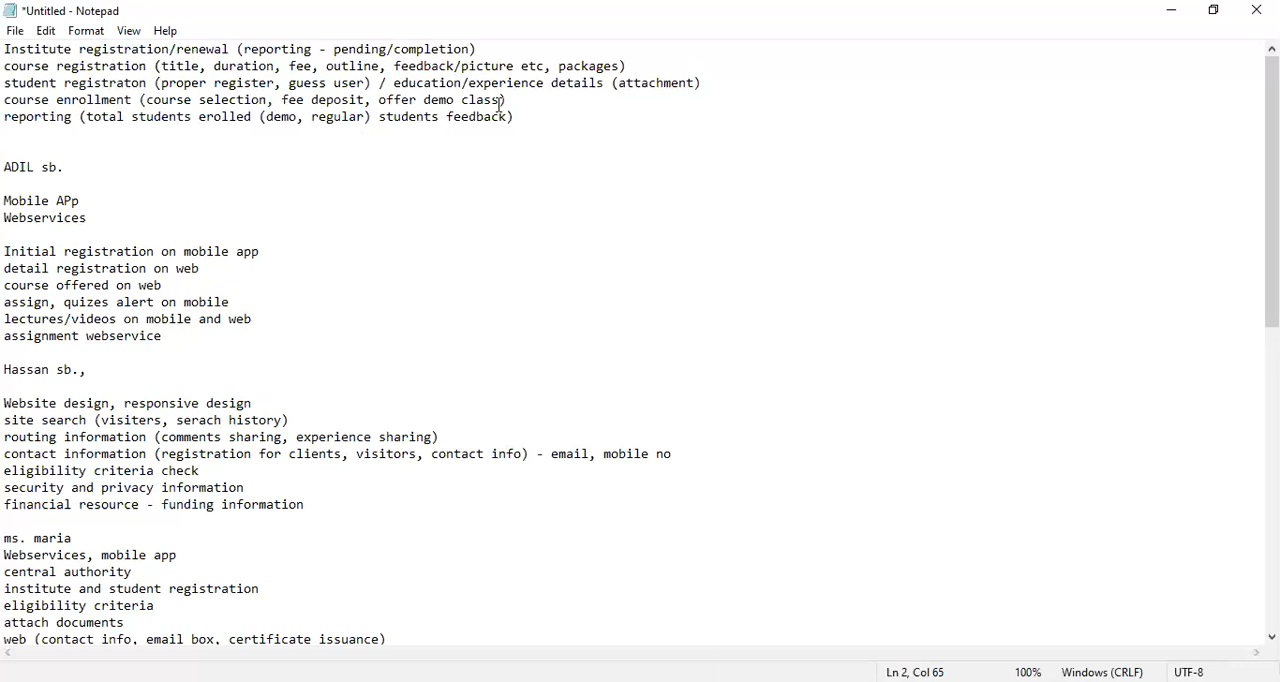 *Untitled - Notepad
File Edit Format View Help
Institute registration/renewal (reporting - pending/completion)
course registration (title, duration, fee, outline, feedback/picture etc, packages)
student registraton (proper register, guess user) / education/experience details (attachment)
course enrollment (course selection, fee deposit, offer demo class)
reporting (total students erolled (demo, regular) students feedback)
ADIL sb.
Mobile APp
Webservices
Initial registration on mobile app
detail registration on web
course offered on web
assign, quizes alert on mobile
lectures/videos on mobile and web
assignment webservice
Hassan sb.,
Website design, responsive design
site search (visiters, serach history)
routing information (comments sharing, experience sharing)
contact information (registration for clients, visitors, contact info) - email, mobile no
eligibility criteria check
security and privacy information
financial resource - funding information
ms. maria
Webservices, mobile app
central authority
institute and student registration
eligibility criteria
attach documents
web (contact info, email box, certificate issuance)
Ln 2, Col 65 100% Windows (CRLF) UTF-8